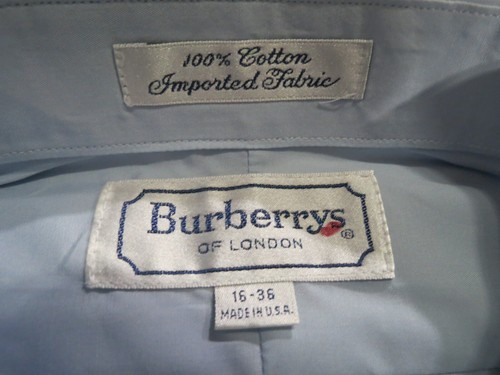 100% Cotton
Imported Fabric
Burberrys®
OF LONDON
16-36
MADE IN U.S.A.